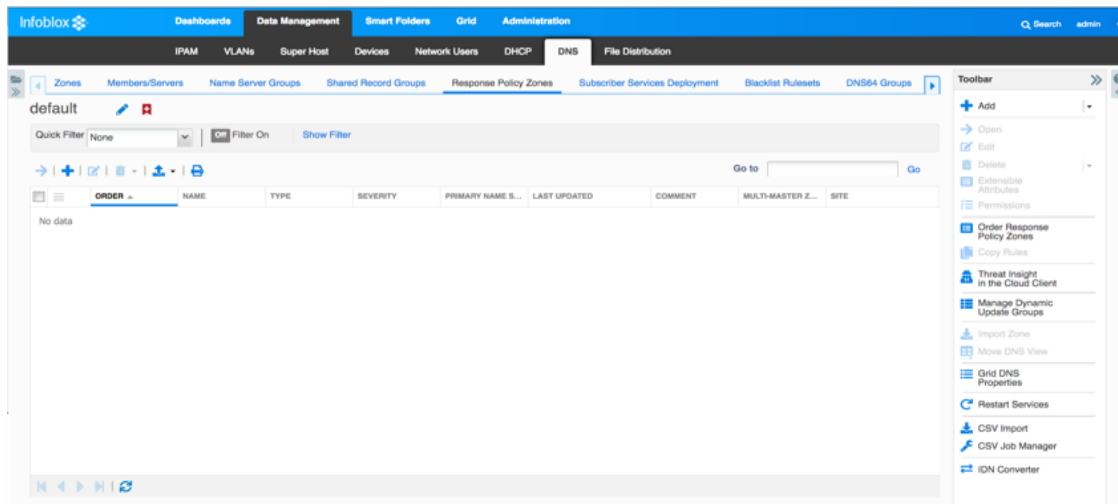 Infoblox
Dashboards Data Management Smart Folders Grid Administration
Search admin
IPAM VLANs Super Host Devices Network Users DHCP DNS File Distribution
Zones Members/Servers Name Server Groups Shared Record Groups Response Policy Zones Subscriber Services Deployment Blacklist Rulesets DNS64 Groups
default
Quick Filter None Off Filter On Show Filter
Go to Go
ORDER NAME TYPE SEVERITY PRIMARY NAME S... LAST UPDATED COMMENT MULTI-MASTER Z... SITE
No data
Toolbar
Add
Open
Edit
Delete
Extensible
Attributes
Permissions
Order Response
Policy Zones
Copy Rules
Threat Insight
in the Cloud Client
Manage Dynamic
Update Groups
Import Zone
Move DNS View
Grid DNS
Properties
Restart Services
CSV Import
CSV Job Manager
IDN Converter